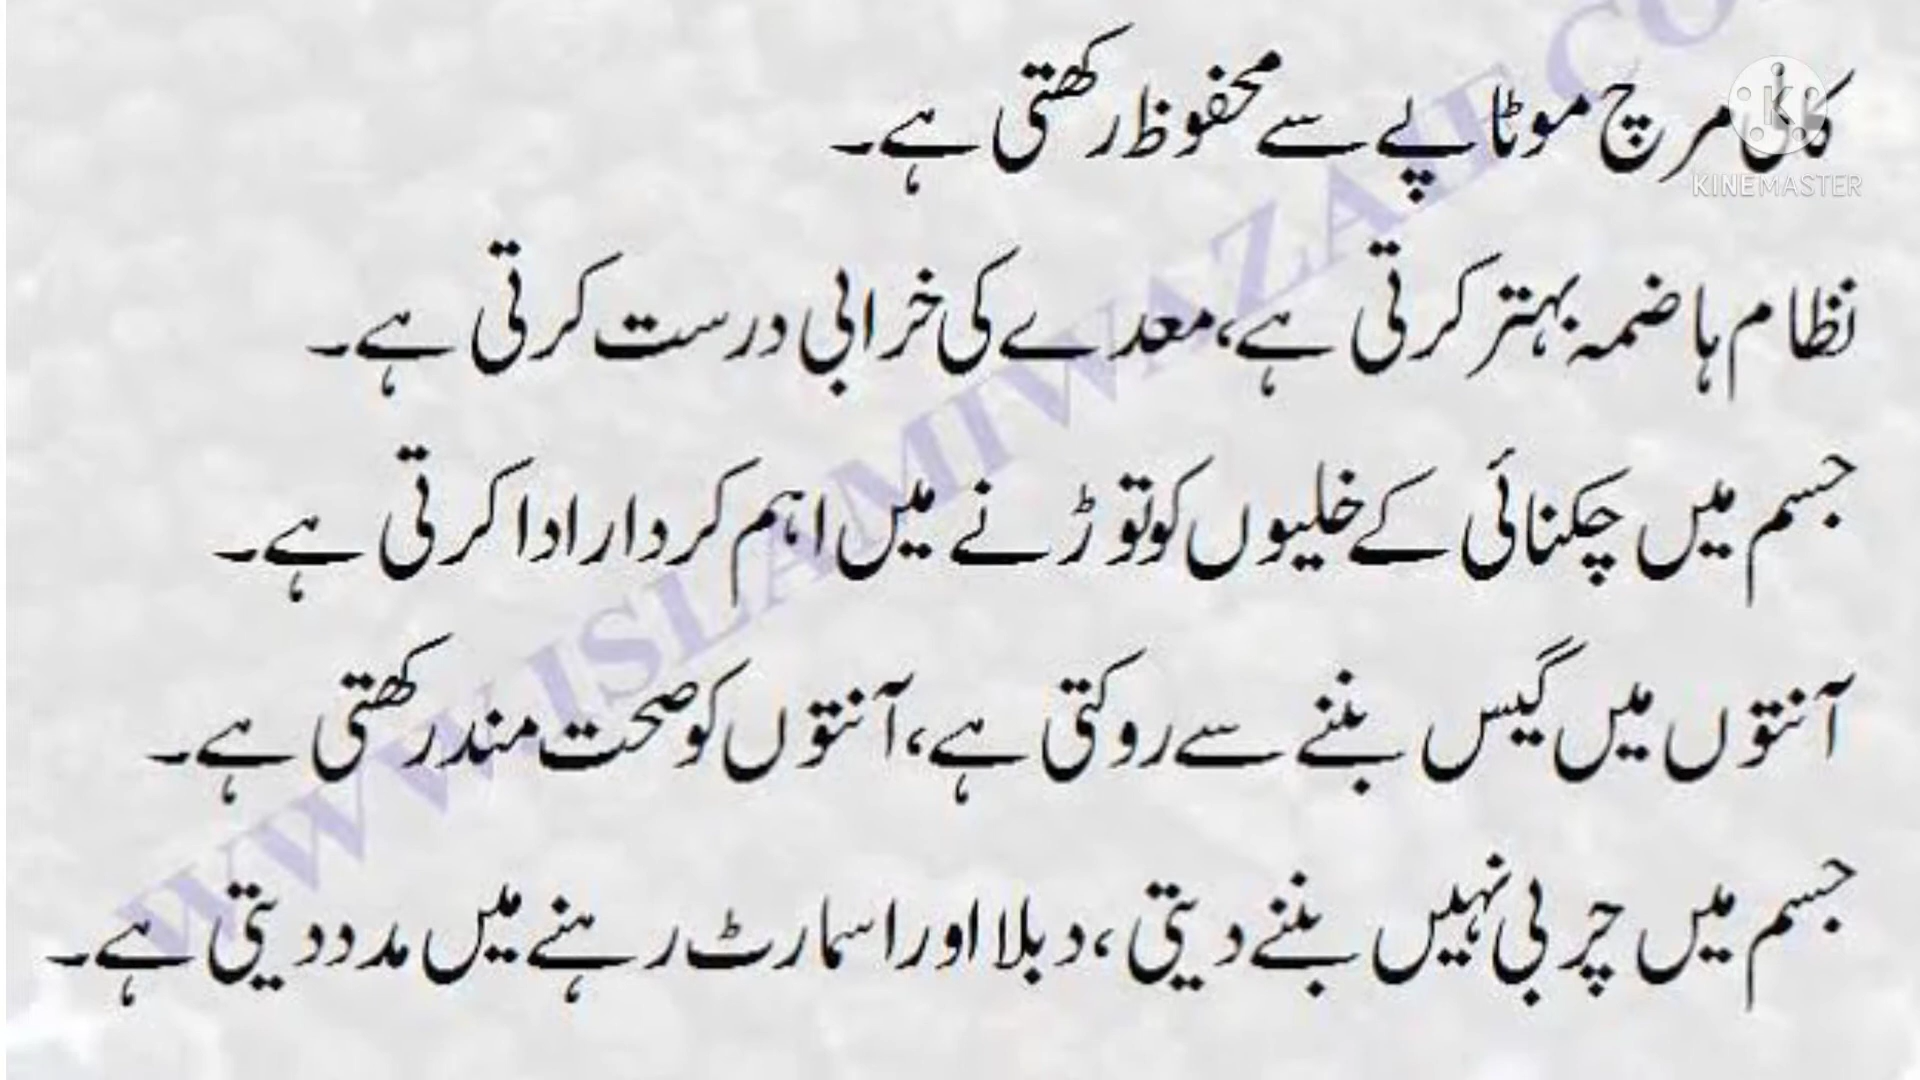 کالی مرچ موٹاپے سے محفوظ رکھتی ہے۔
KINEMASTER
نظام ہاضمہ بہتر کرتی ہے، معدے کی خرابی درست کرتی ہے۔
جسم میں چکنائی کے خلیوں کو توڑنے میں اہم کردار ادا کرتی ہے۔
آنتوں میں گیس بننے سے روکتی ہے، آنتوں کو صحت مند رکھتی ہے۔
جسم میں چربی نہیں بننے دیتی، دبلا اور اسمارٹ رہنے میں مدد دیتی ہے۔
WWW.ISLAMIWAZAIF.CO